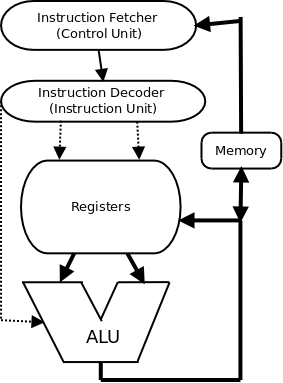 Instruction Fetcher
(Control Unit)
Instruction Decoder
(Instruction Unit)
Memory
Registers
ALU